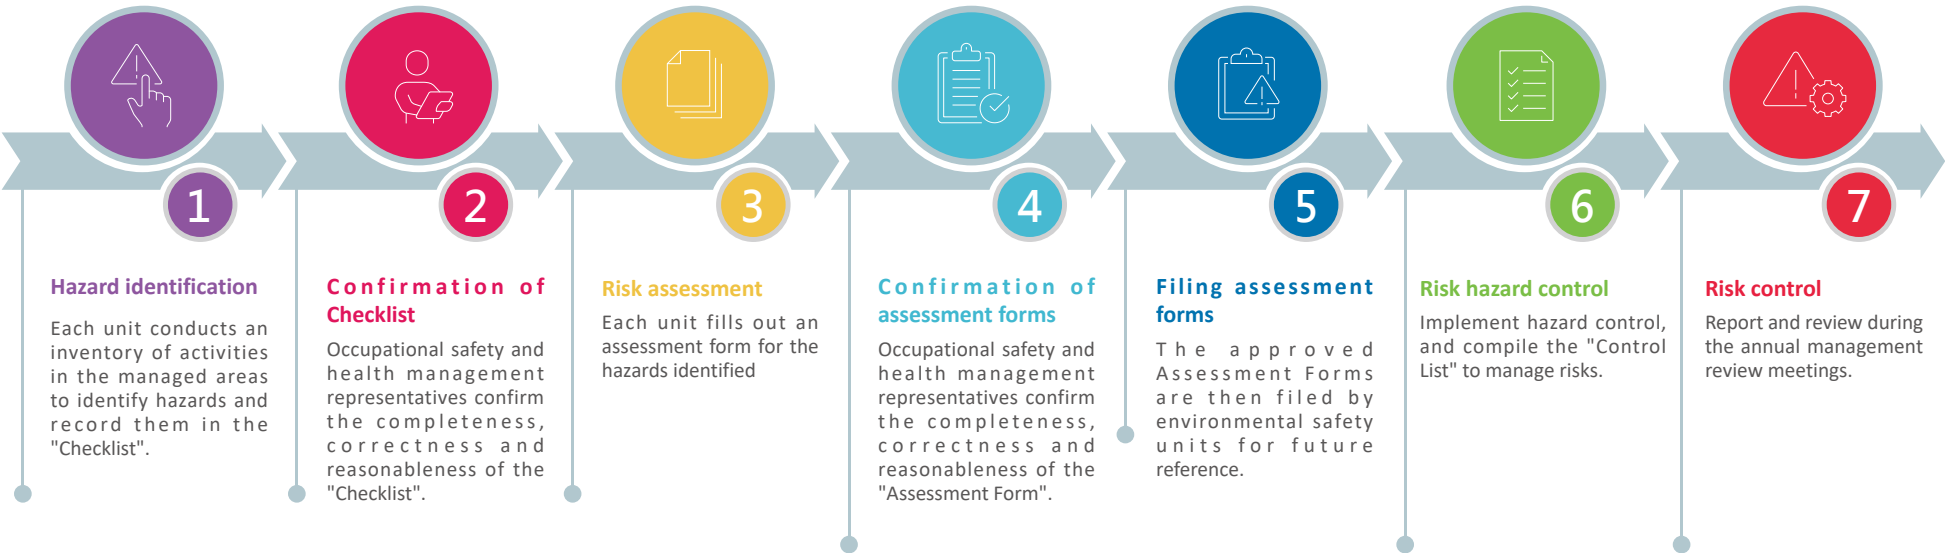 1
Hazard identification
Each unit conducts an
inventory of activities
in the managed areas
to identify hazards and
record them in the
"Checklist".
2
Confirmation of
Checklist
Occupational safety and
health management
representatives confirm
the completeness,
correctness and
reasonableness of the
"Checklist".
3
Risk assessment
Each unit fills out an
assessment form for the
hazards identified
4
Confirmation of
assessment forms
Occupational safety and
health management
representatives confirm
the completeness,
correctness and
reasonableness of the
"Assessment Form".
5
Filing assessment
forms
The approved
Assessment Forms
are then filed by
environmental safety
units for future
reference.
6
Risk hazard control
Implement hazard control,
and compile the "Control
List" to manage risks.
7
Risk control
Report and review during
the annual management
review meetings.